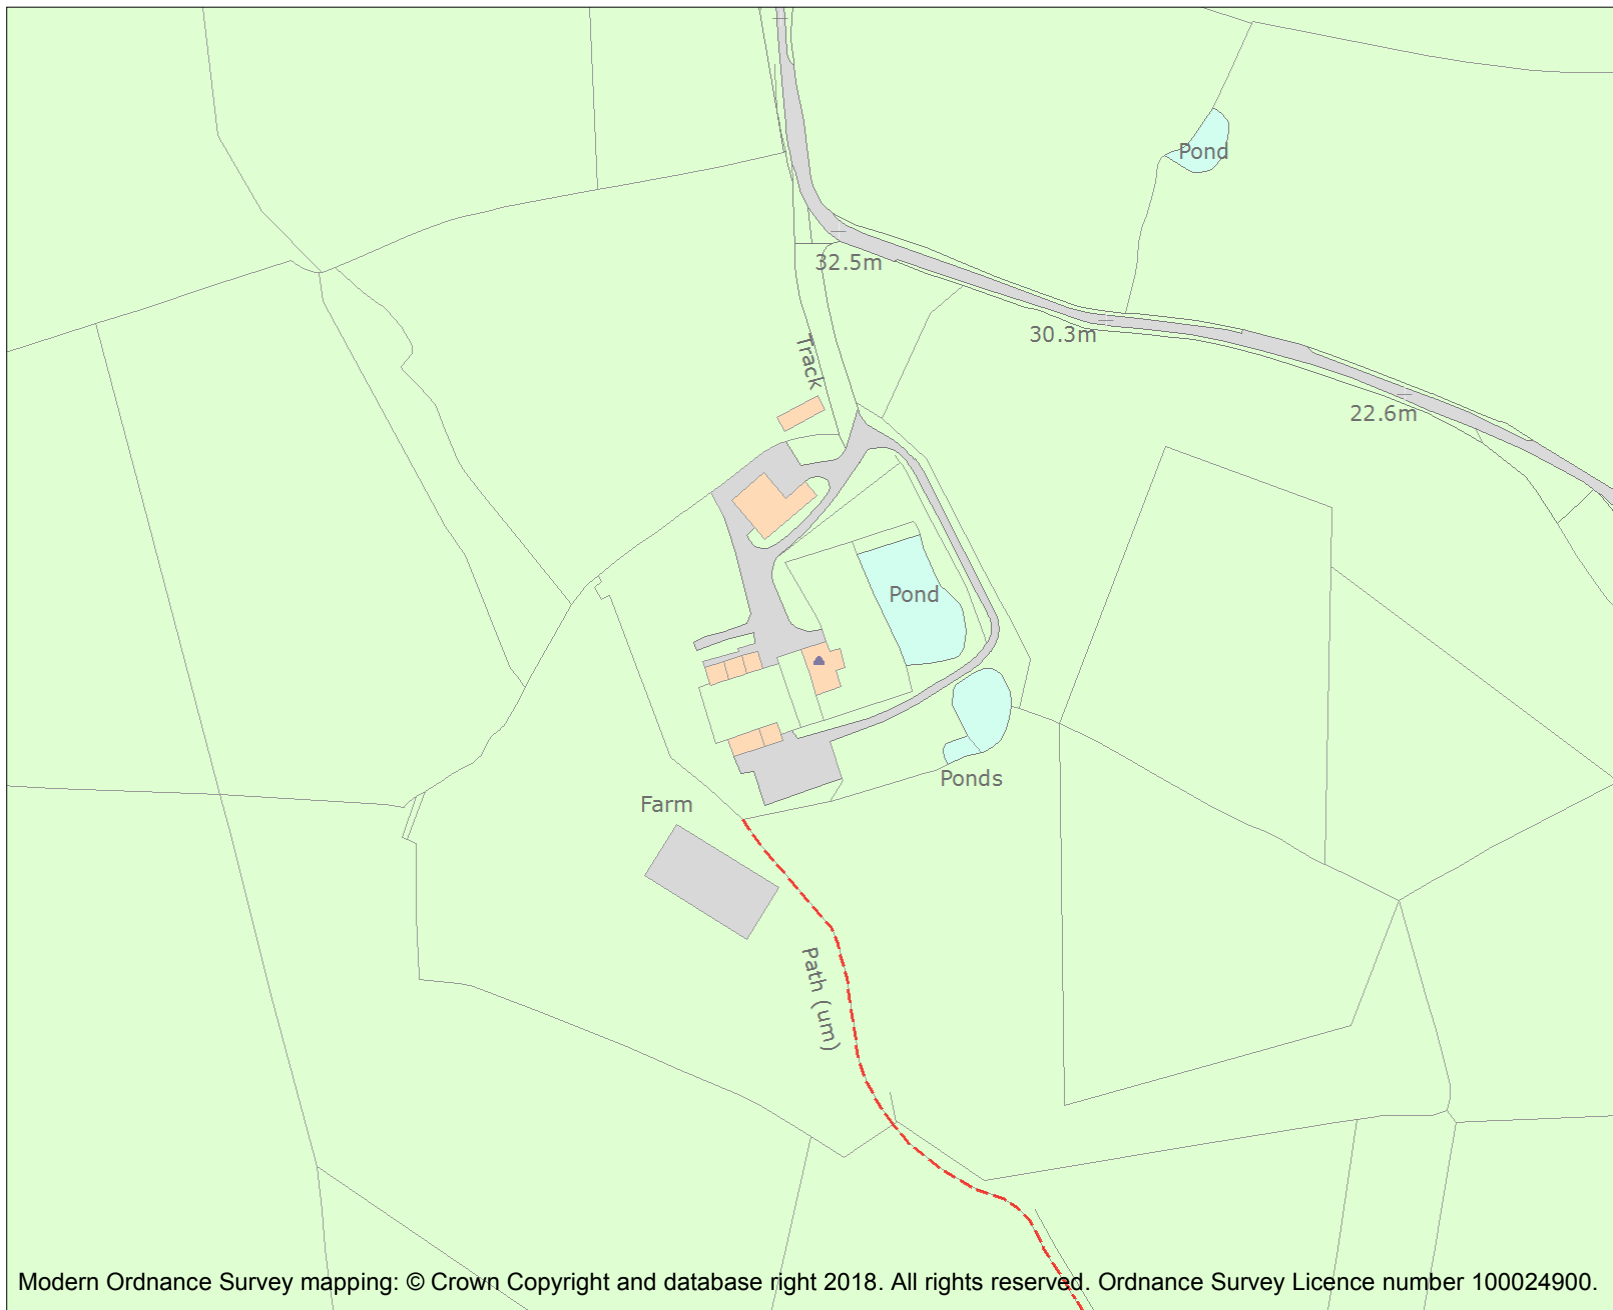 Pond
32.5m
30.3m
Track
22.6m
Pond
Ponds
Farm
Path (um)
Modern Ordnance Survey mapping: © Crown Copyright and database right 2018. All rights reserved. Ordnance Survey Licence number 100024900.